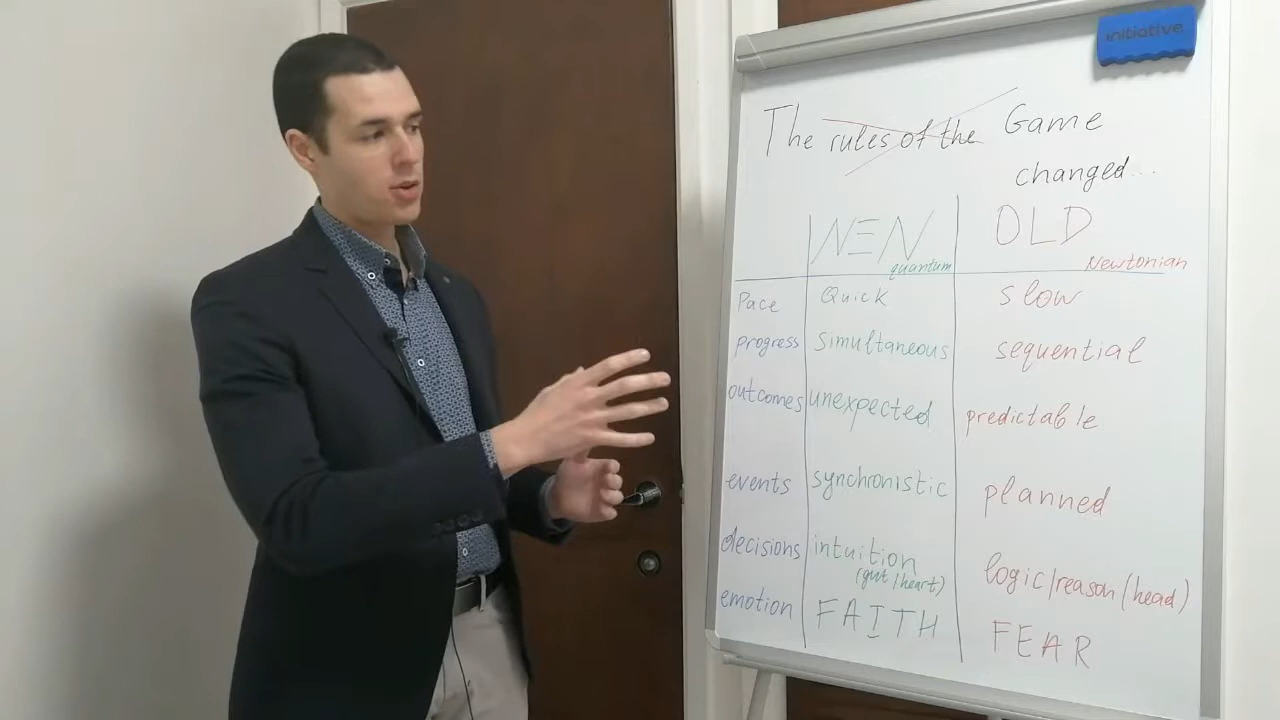 initiative
The rules of the Game
changed...
NEW OLD
quantum Newtonian
Pace Quick slow
progress simultaneous sequential
outcomes unexpected predictable
events synchronistic planned
decisions intuition logic/reason (head)
(gut/heart)
emotion FAITH FEAR